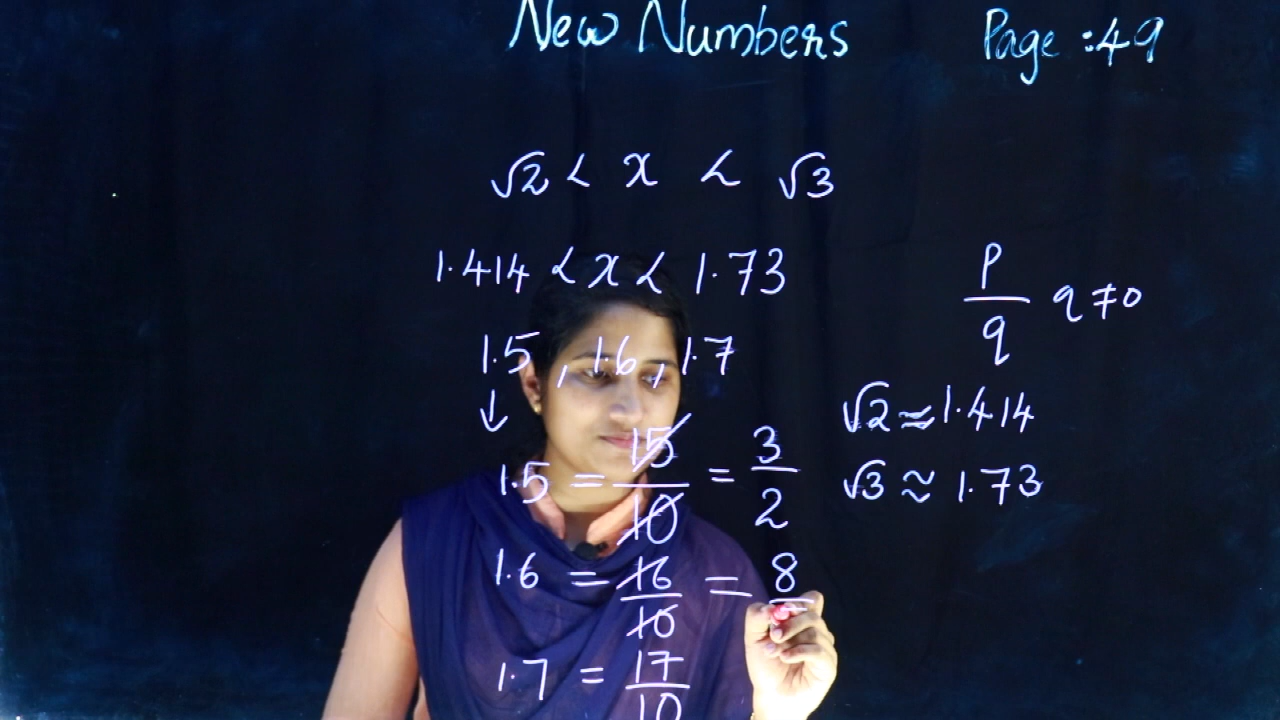 New Numbers
Page :49
√2 < x < √3
1.414 < x < 1.73
1.5 , 1.6 , 1.7
↓
1.5 = 15/10 = 3/2
1.6 = 16/10 = 8/
1.7 = 17/10
p/q q ≠ 0
√2 ≈ 1.414
√3 ≈ 1.73